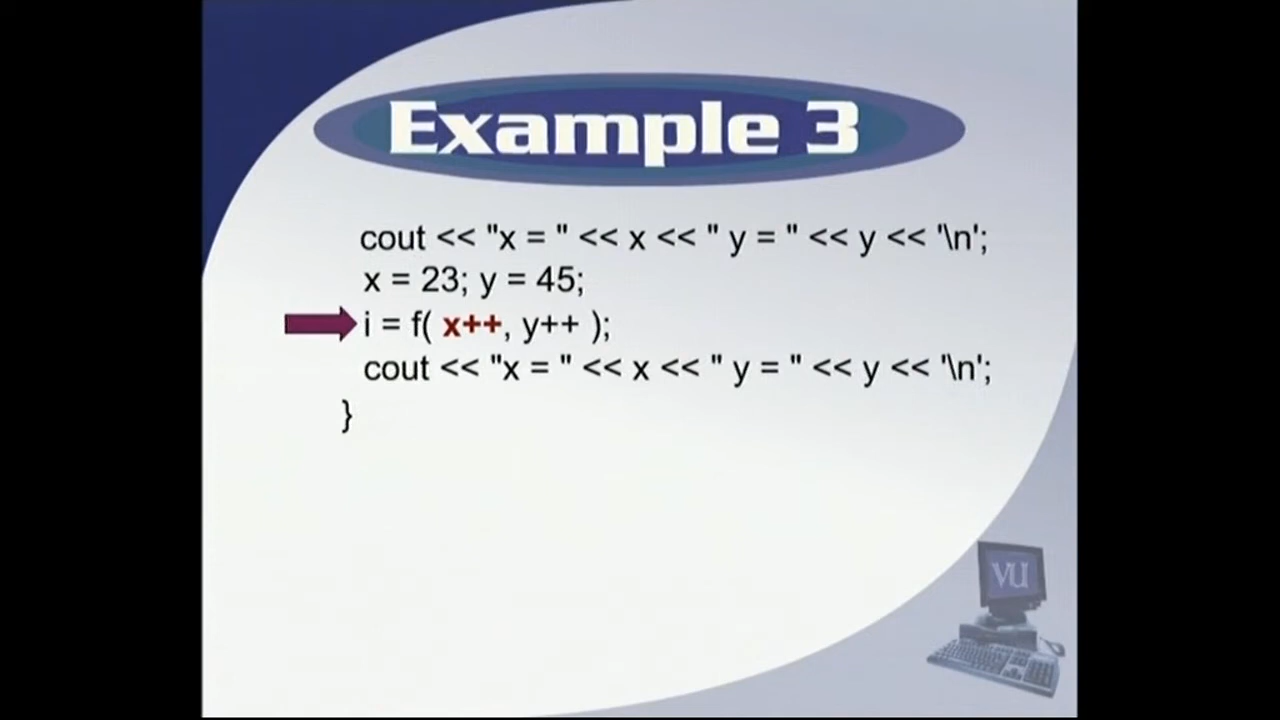 Example 3
cout << "x = " << x << " y = " << y << '\n';
x = 23; y = 45;
i = f( x++, y++ );
cout << "x = " << x << " y = " << y << '\n';
}
VU